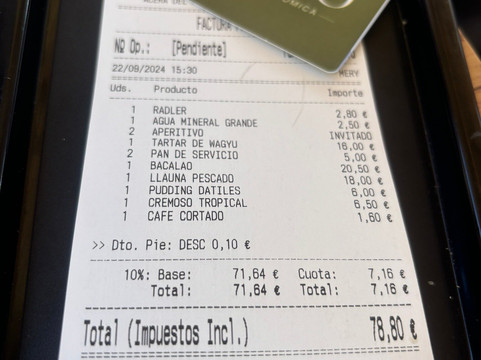 FACTURA
Nº Op.: [Pendiente]
22/09/2024 15:30 MERY
Uds. Producto Importe
1 RADLER 2,80 €
1 AGUA MINERAL GRANDE 2,50 €
2 APERITIVO INVITADO
1 TARTAR DE WAGYU 16,00 €
2 PAN DE SERVICIO 5,00 €
1 BACALAO 20,50 €
1 LLAUNA PESCADO 18,00 €
1 PUDDING DATILES 6,00 €
1 CREMOSO TROPICAL 6,50 €
1 CAFE CORTADO 1,60 €
>> Dto. Pie: DESC 0,10 €
10%: Base: 71,64 € Cuota: 7,16 €
Total: 71,64 € Total: 7,16 €
Total (Impuestos Incl.) 78,80 €